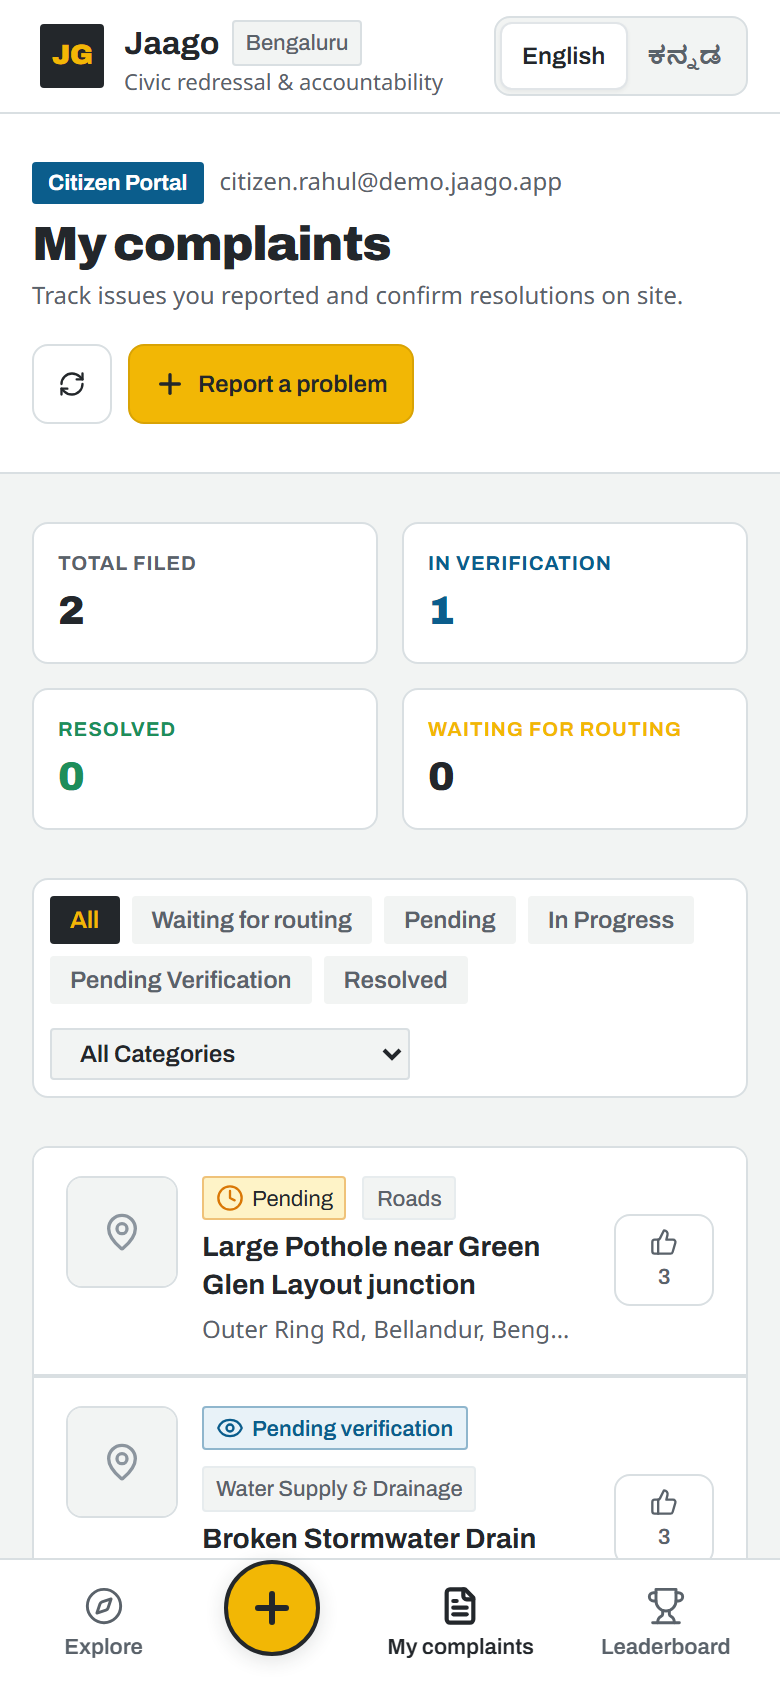 JG
Jaago
Bengaluru
Civic redressal & accountability
English
ಕನ್ನಡ
Citizen Portal
citizen.rahul@demo.jaago.app
My complaints
Track issues you reported and confirm resolutions on site.
Report a problem
TOTAL FILED
2
IN VERIFICATION
1
RESOLVED
0
WAITING FOR ROUTING
0
All
Waiting for routing
Pending
In Progress
Pending Verification
Resolved
All Categories
Pending
Roads
Large Pothole near Green
Glen Layout junction
Outer Ring Rd, Bellandur, Beng...
3
Pending verification
Water Supply & Drainage
Broken Stormwater Drain
3
Explore
My complaints
Leaderboard